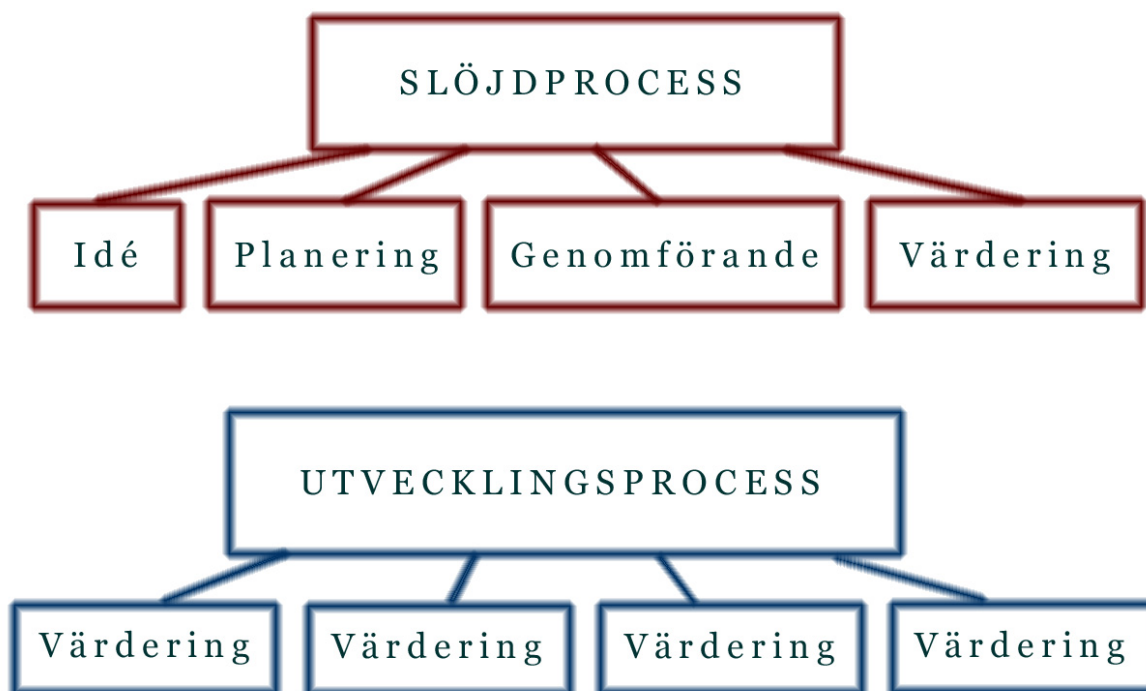 SLÖJDPROCESS
Idé Planering Genomförande Värdering
UTVECKLINGSPROCESS
Värdering Värdering Värdering Värdering